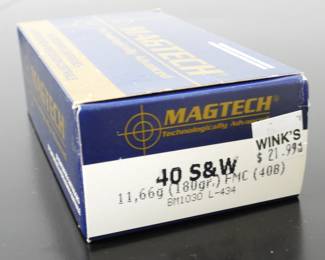 MAGTECH
MAGTECH
Technologically Advanced
WINK'S
$ 21.99
40 S&W
11,66g (180gr.) FMC (40B)
BM1030 L-434